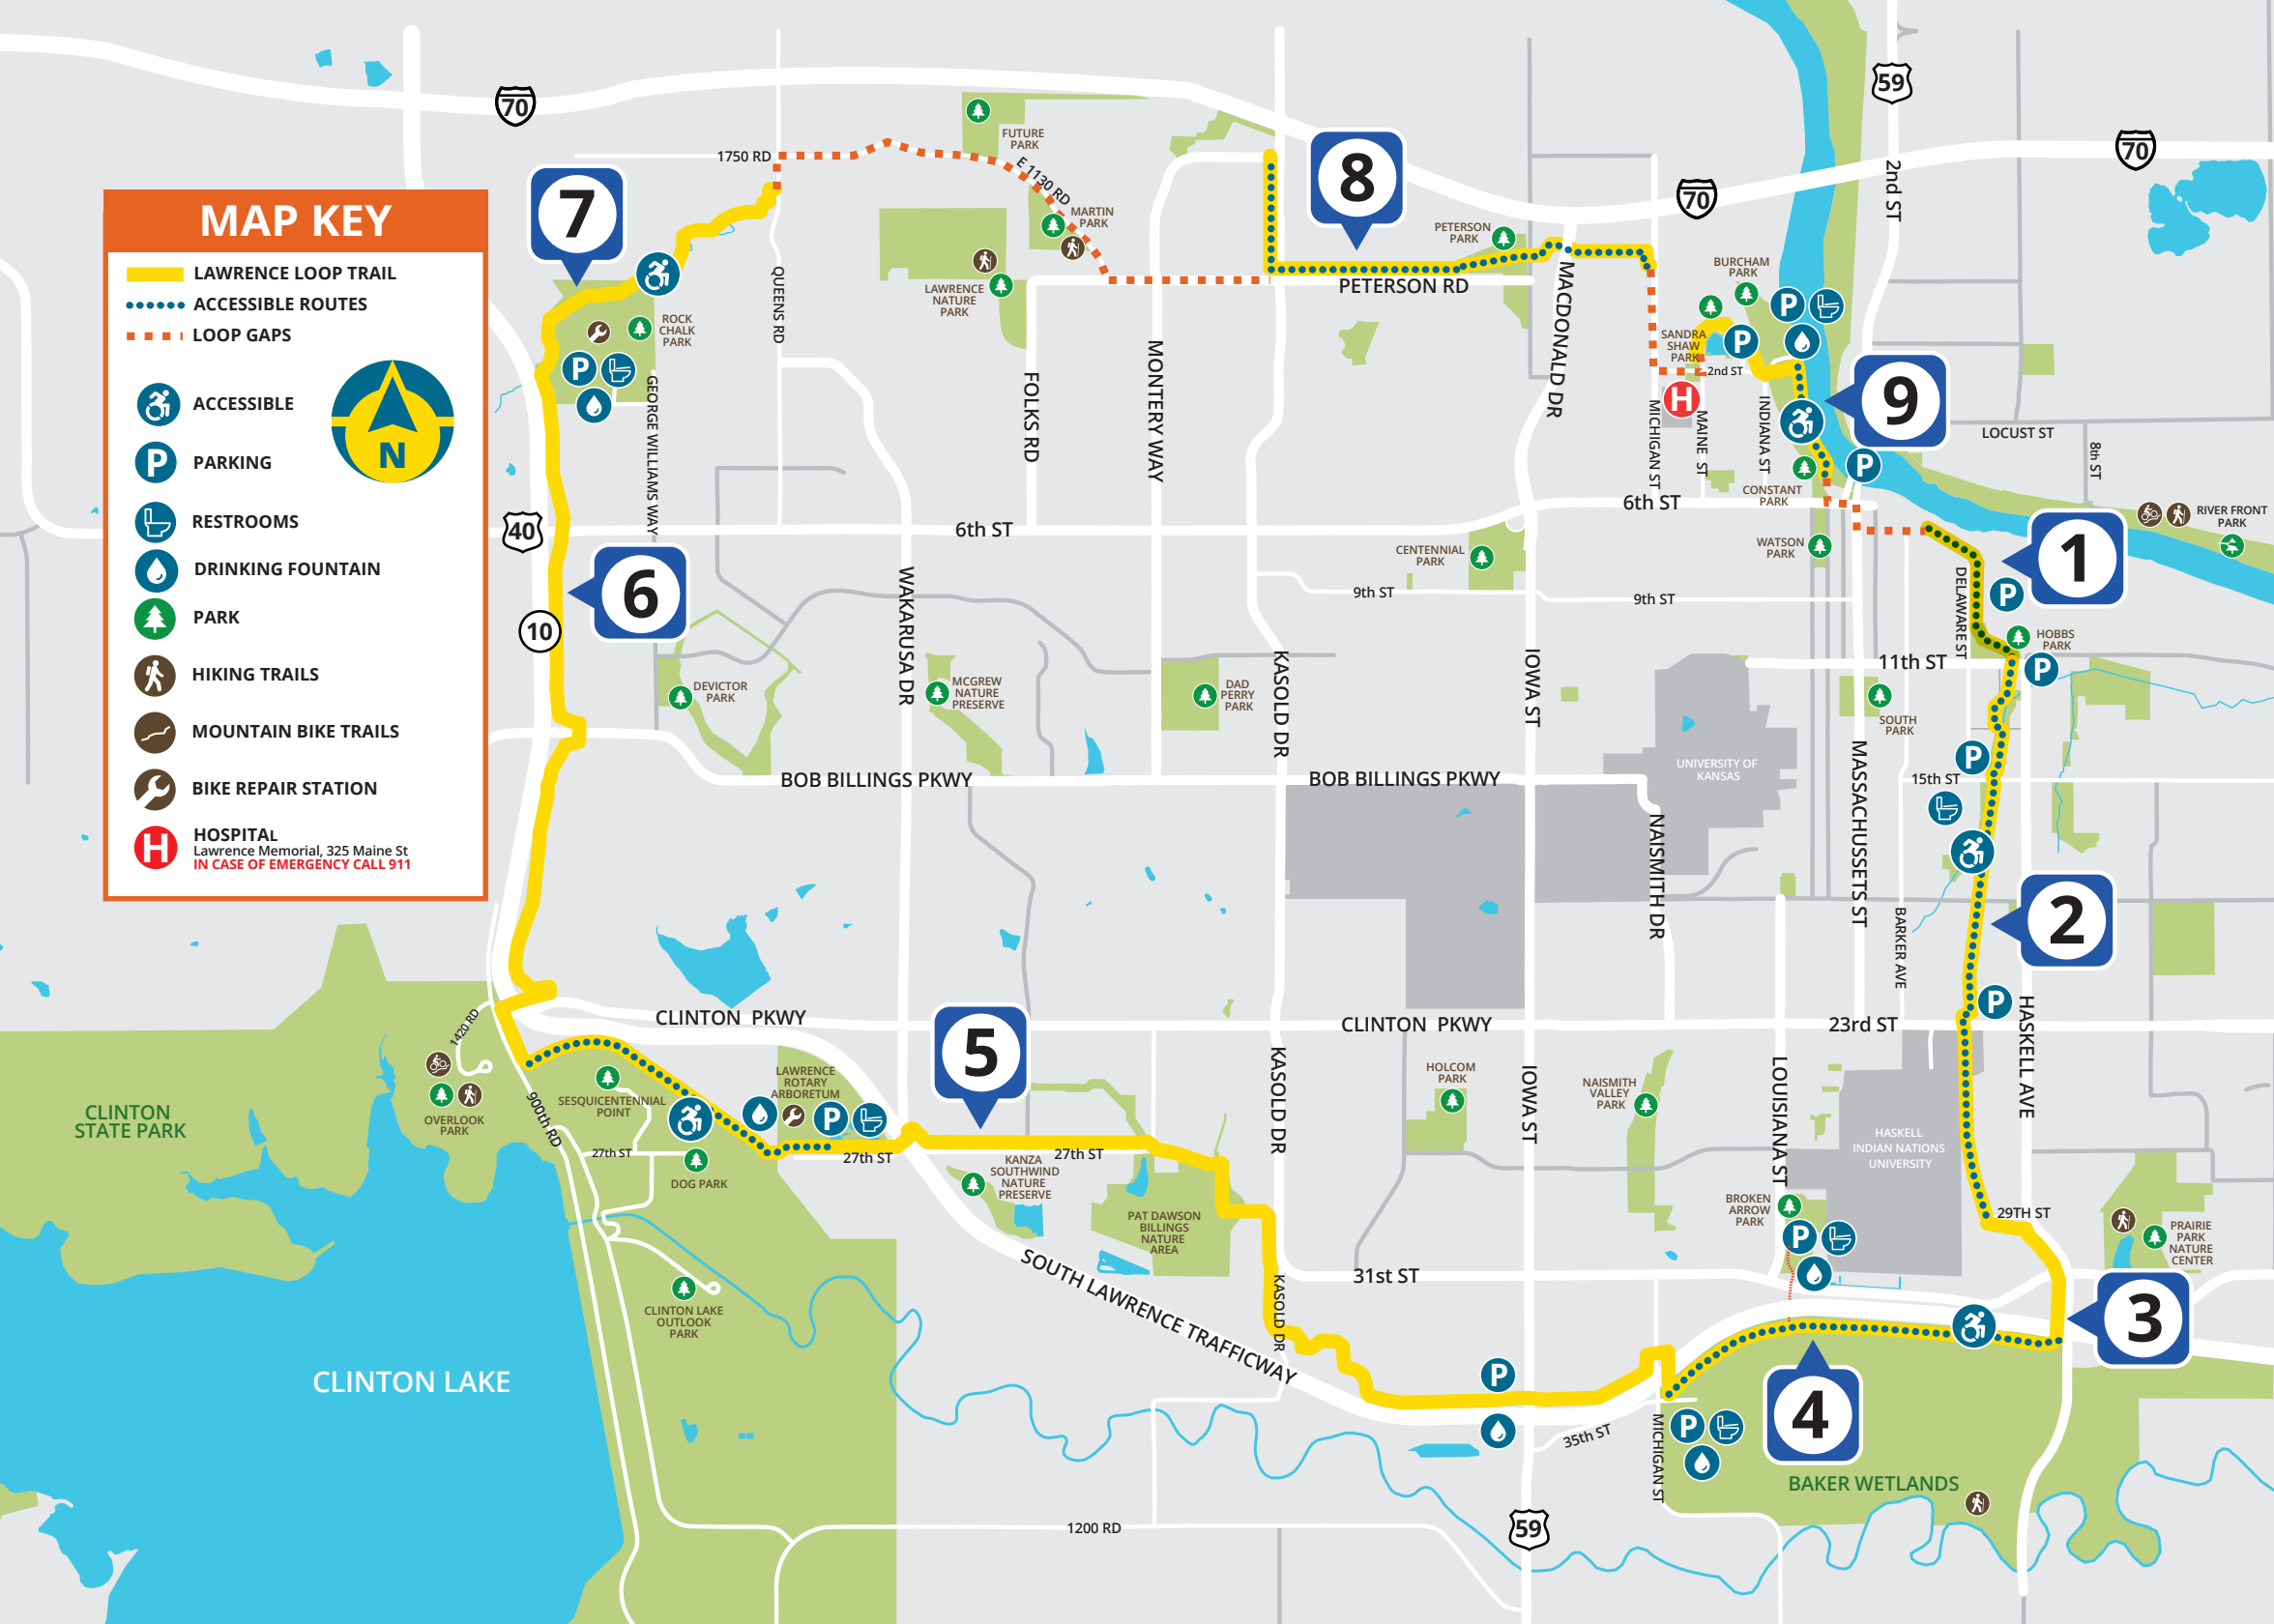 MAP KEY
LAWRENCE LOOP TRAIL
ACCESSIBLE ROUTES
LOOP GAPS
N
ACCESSIBLE
P
PARKING
RESTROOMS
DRINKING FOUNTAIN
PARK
HIKING TRAILS
MOUNTAIN BIKE TRAILS
BIKE REPAIR STATION
H
HOSPITAL
Lawrence Memorial, 325 Maine St
IN CASE OF EMERGENCY CALL 911
70
59
70
70
2nd ST
1750 RD
FUTURE
PARK
E 1130 RD
MARTIN
PARK
7
8
PETERSON
PARK
PETERSON RD
BURCHAM
PARK
P
SANDRA
SHAW
PARK
P
2nd ST
H
9
LAWRENCE
NATURE
PARK
ROCK
CHALK
PARK
P
QUEENS RD
GEORGE WILLIAMS WAY
FOLKS RD
MONTERY WAY
MACDONALD DR
MICHIGAN ST
MAINE ST
INDIANA ST
LOCUST ST
8th ST
P
CONSTANT
PARK
6th ST
RIVER FRONT
PARK
40
6th ST
CENTENNIAL
PARK
WATSON
PARK
1
DELAWARE ST
P
6
10
9th ST
9th ST
WAKARUSA DR
HOBBS
PARK
P
11th ST
DEVICTOR
PARK
MCGREW
NATURE
PRESERVE
DAD
PERRY
PARK
KASOLD DR
IOWA ST
SOUTH
PARK
P
UNIVERSITY OF
KANSAS
BOB BILLINGS PKWY
BOB BILLINGS PKWY
15th ST
MASSACHUSSETS ST
NAISMITH DR
BARKER AVE
2
P
HASKELL AVE
CLINTON PKWY
CLINTON PKWY
23rd ST
1420 RD
5
KASOLD DR
IOWA ST
LOUISIANA ST
OVERLOOK
PARK
900th RD
SESQUICENTENNIAL
POINT
LAWRENCE
ROTARY
ARBORETUM
P
HOLCOM
PARK
NAISMITH
VALLEY
PARK
CLINTON
STATE PARK
HASKELL
INDIAN NATIONS
UNIVERSITY
27th ST
27th ST
27th ST
DOG PARK
KANZA
SOUTHWIND
NATURE
PRESERVE
PAT DAWSON
BILLINGS
NATURE
AREA
BROKEN
ARROW
PARK
P
29TH ST
PRAIRIE
PARK
NATURE
CENTER
SOUTH LAWRENCE TRAFFICWAY
KASOLD DR
31st ST
CLINTON LAKE
OUTLOOK
PARK
3
CLINTON LAKE
P
4
35th ST
MICHIGAN ST
P
BAKER WETLANDS
1200 RD
59